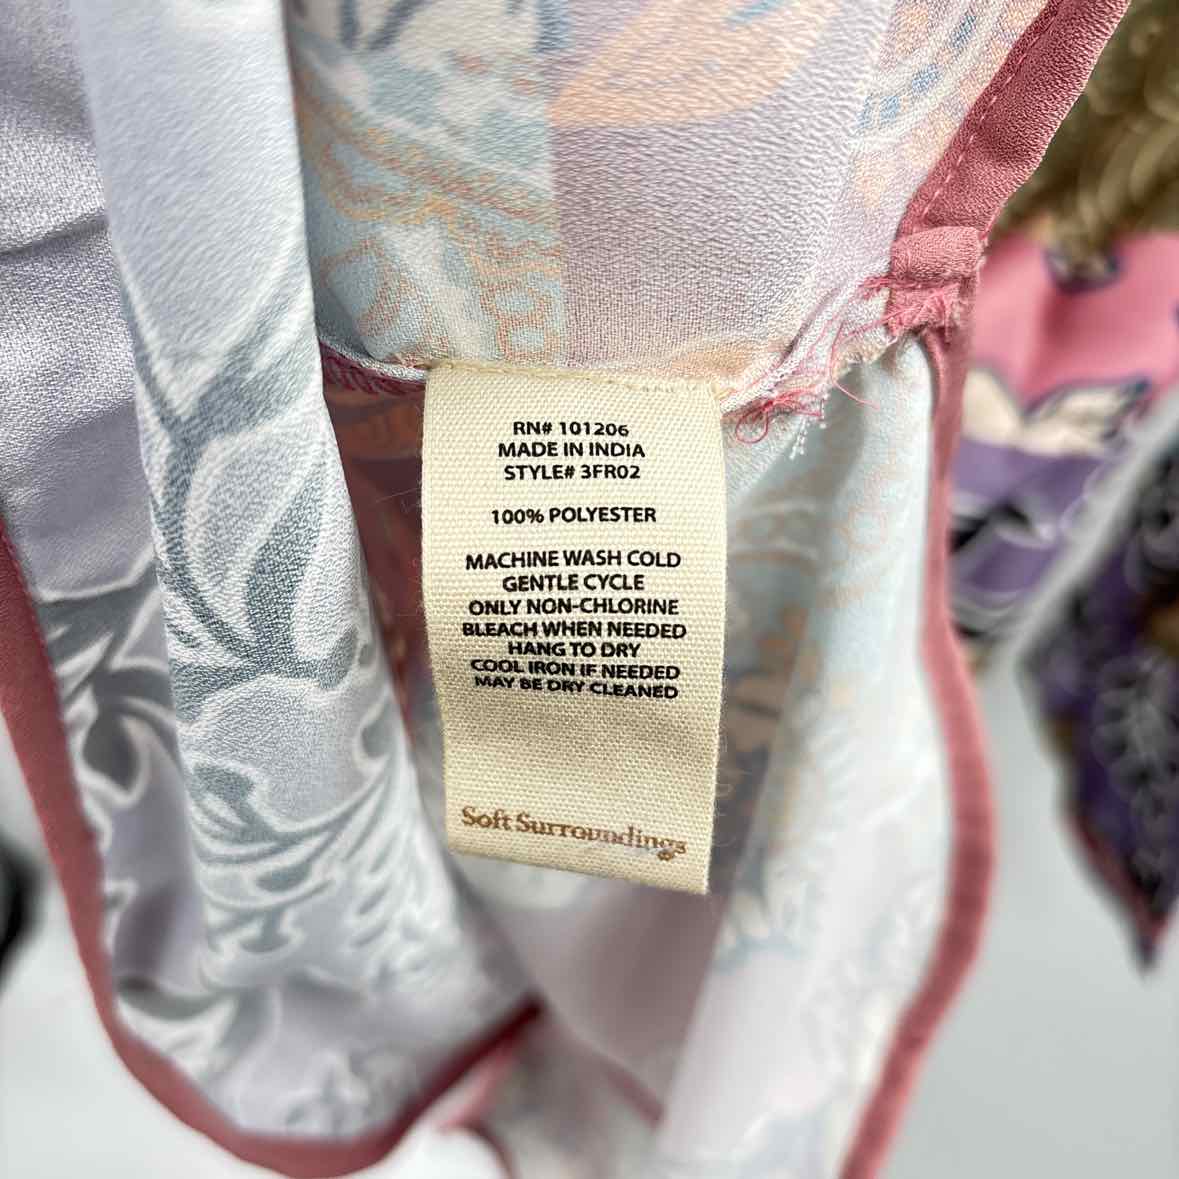 RN# 101206
MADE IN INDIA
STYLE# 3FR02
100% POLYESTER
MACHINE WASH COLD
GENTLE CYCLE
ONLY NON-CHLORINE
BLEACH WHEN NEEDED
HANG TO DRY
COOL IRON IF NEEDED
MAY BE DRY CLEANED
Soft Surroundings